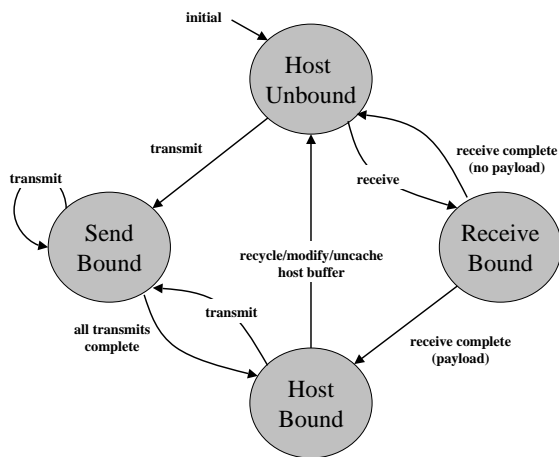 initial
Host
Unbound
transmit
receive complete
(no payload)
receive
transmit
Send
Bound
recycle/modify/uncache
host buffer
Receive
Bound
transmit
all transmits
complete
receive complete
(payload)
Host
Bound